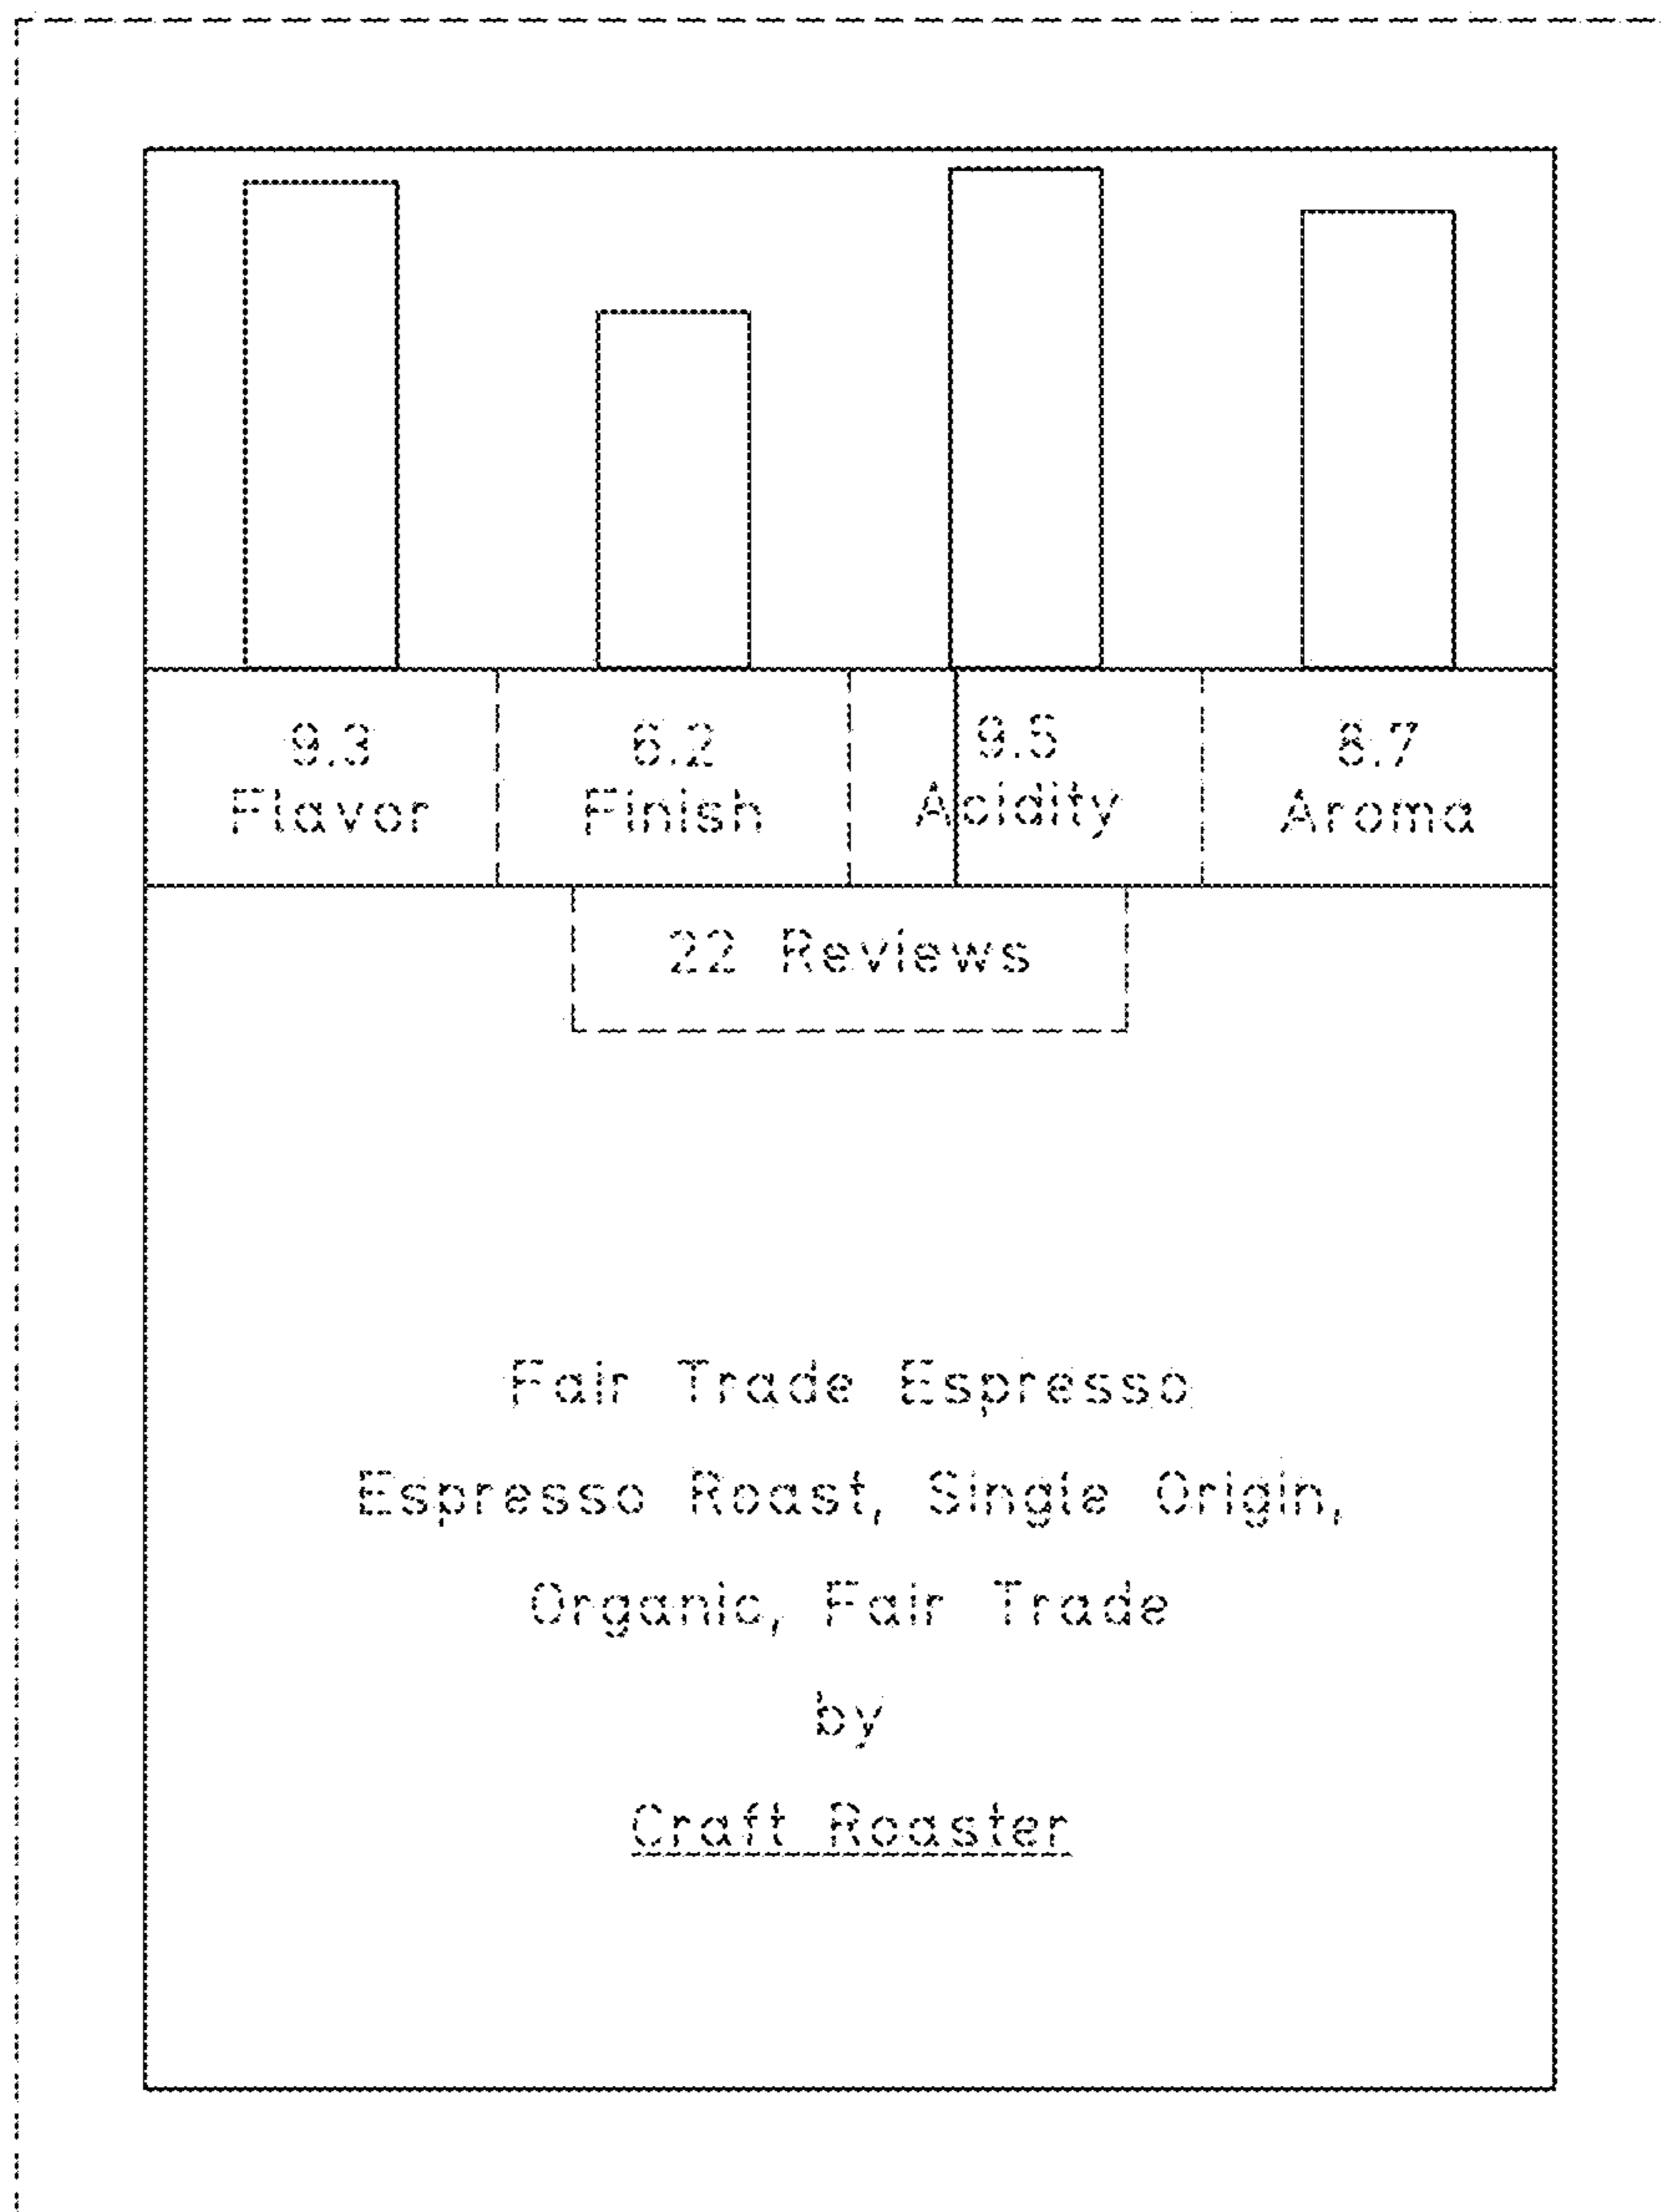 9.3 6.2 9.5 8.7
Flavor Finish Acidity Aroma
22 Reviews
Fair Trade Espresso
Espresso Roast, Single Origin,
Organic, Fair Trade
by
Craft Roaster